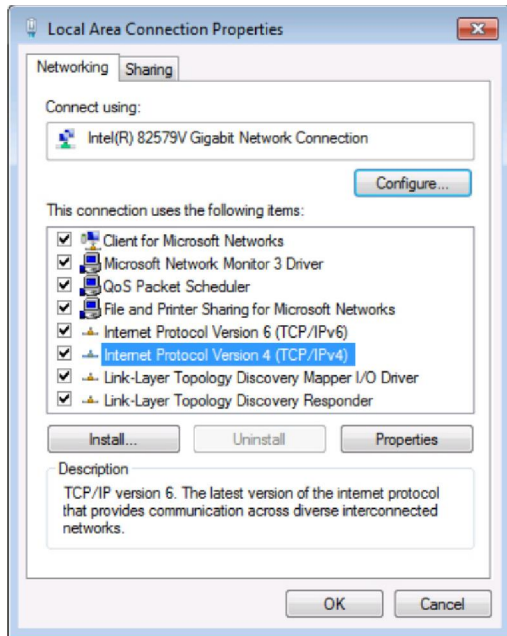 Local Area Connection Properties
Networking
Sharing
Connect using:
Intel(R) 82579V Gigabit Network Connection
Configure...
This connection uses the following items:
Client for Microsoft Networks
Microsoft Network Monitor 3 Driver
QoS Packet Scheduler
File and Printer Sharing for Microsoft Networks
Internet Protocol Version 6 (TCP/IPv6)
Internet Protocol Version 4 (TCP/IPv4)
Link-Layer Topology Discovery Mapper I/O Driver
Link-Layer Topology Discovery Responder
Install...
Uninstall
Properties
Description
TCP/IP version 6. The latest version of the internet protocol
that provides communication across diverse interconnected
networks.
OK
Cancel